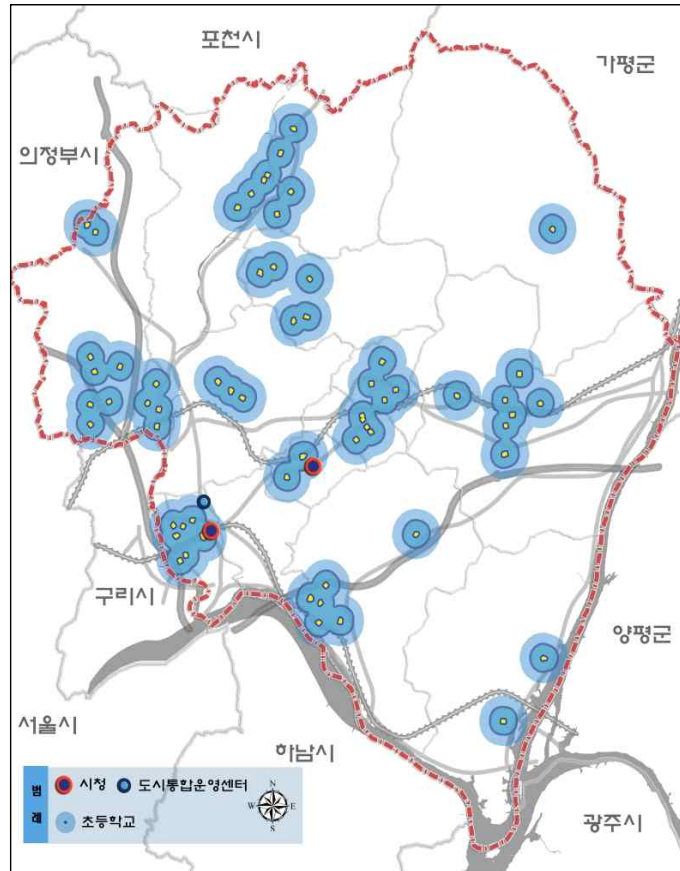 포천시
가평군
의정부시
구리시
양평군
서울시
하남시
광주시
범례
시청 도시통합운영센터
초등학교
N
W E
S